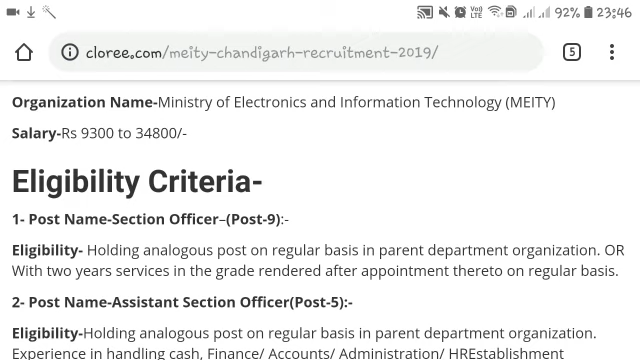 Vo))
LTE
92%
23:46
cloree.com/meity-chandigarh-recruitment-2019/
5
Organization Name-Ministry of Electronics and Information Technology (MEITY)
Salary-Rs 9300 to 34800/-
Eligibility Criteria-
1- Post Name-Section Officer–(Post-9):-
Eligibility- Holding analogous post on regular basis in parent department organization. OR
With two years services in the grade rendered after appointment thereto on regular basis.
2- Post Name-Assistant Section Officer(Post-5):-
Eligibility-Holding analogous post on regular basis in parent department organization.
Experience in handling cash, Finance/ Accounts/ Administration/ HREstablishment